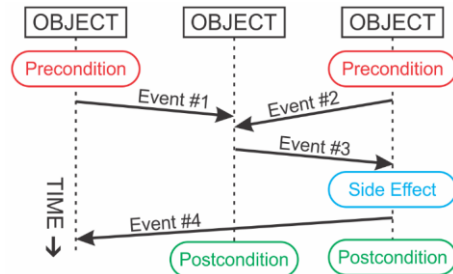 OBJECT OBJECT OBJECT
Precondition Precondition
Event #1 Event #2
Event #3
Side Effect
TIME →
Event #4
Postcondition Postcondition